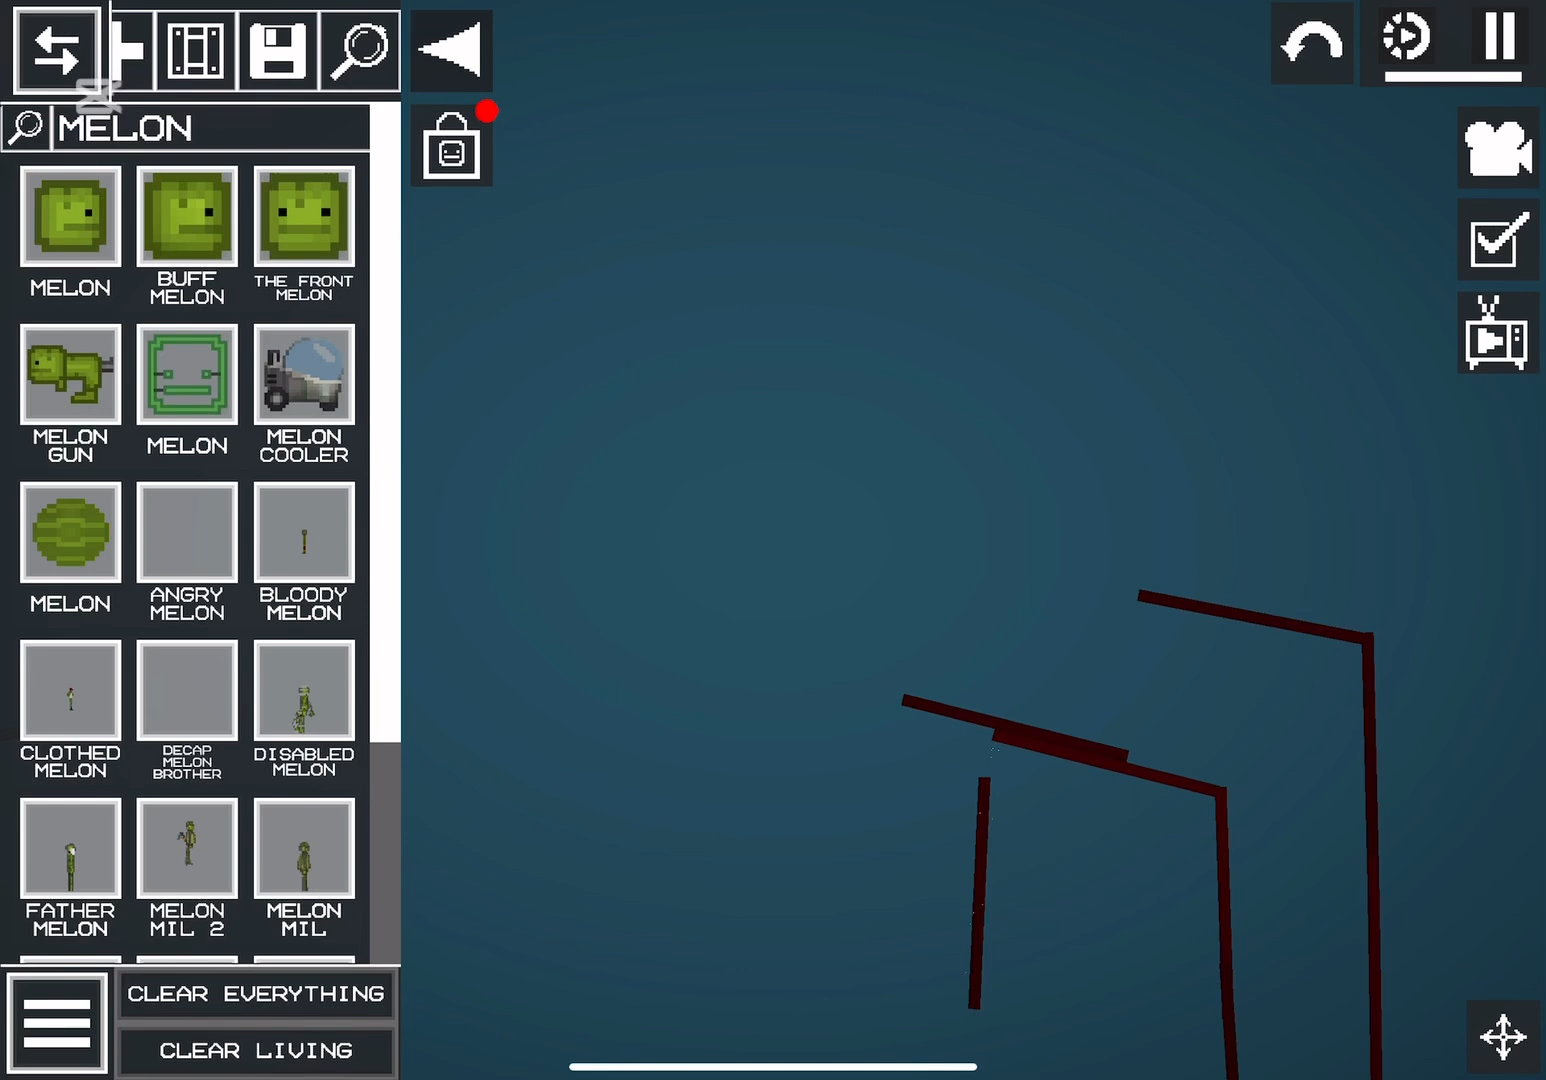 MELON
MELON
BUFF
MELON
THE FRONT
MELON
MELON
GUN
MELON
MELON
COOLER
MELON
ANGRY
MELON
BLOODY
MELON
CLOTHED
MELON
DECAP
MELON
BROTHER
DISABLED
MELON
FATHER
MELON
MELON
MIL 2
MELON
MIL
CLEAR EVERYTHING
CLEAR LIVING